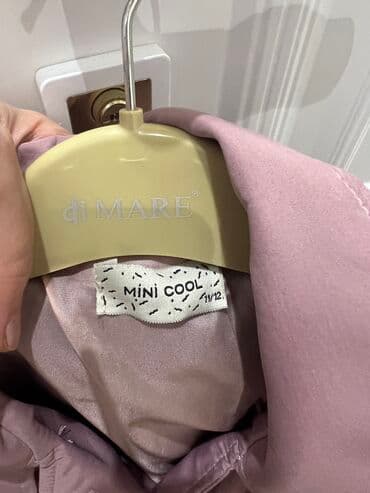 di MARE®
MiNi COOL
11/12